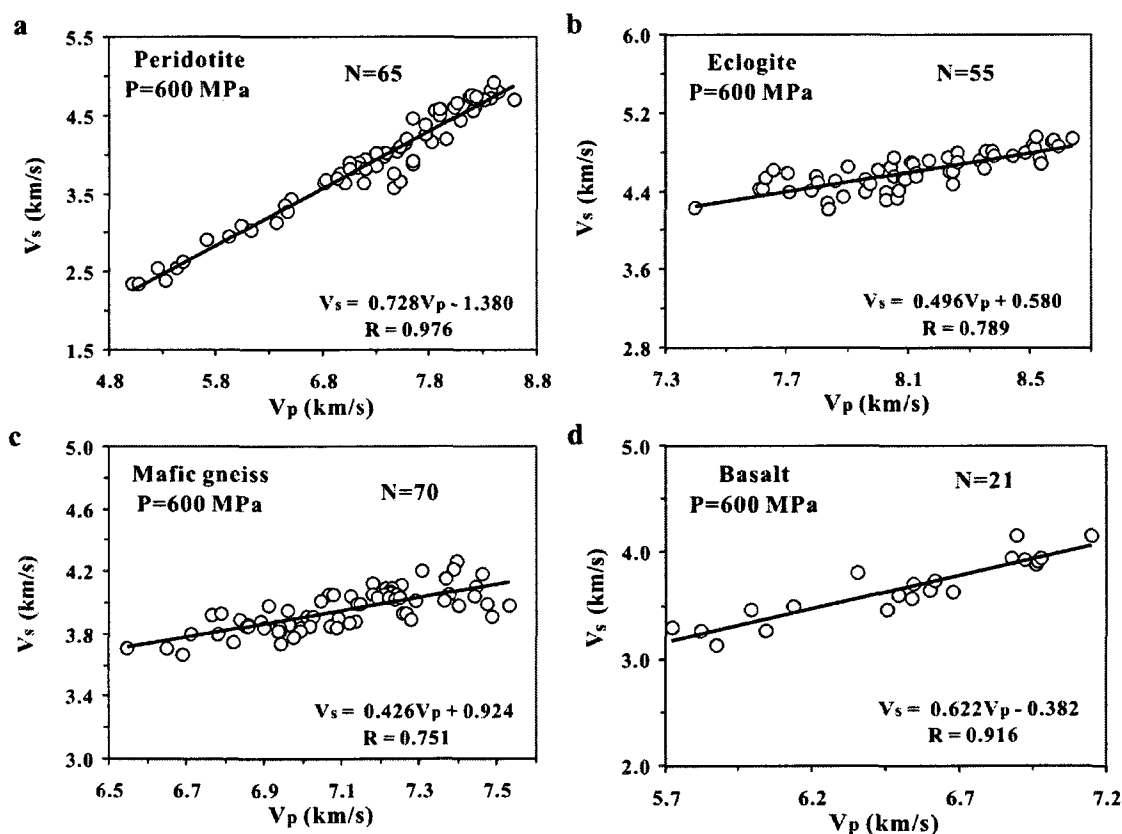 a
Peridotite
P=600 MPa
N=65
5.5
4.5
3.5
2.5
1.5
Vs (km/s)
Vs = 0.728Vp - 1.380
R = 0.976
4.8 5.8 6.8 7.8 8.8
Vp (km/s)
b
Eclogite
P=600 MPa
N=55
6.0
5.2
4.4
3.6
2.8
Vs (km/s)
Vs = 0.496Vp + 0.580
R = 0.789
7.3 7.7 8.1 8.5
Vp (km/s)
c
Mafic gneiss
P=600 MPa
N=70
5.0
4.6
4.2
3.8
3.4
3.0
Vs (km/s)
Vs = 0.426Vp + 0.924
R = 0.751
6.5 6.7 6.9 7.1 7.3 7.5
Vp (km/s)
d
Basalt
P=600 MPa
N=21
5.0
4.0
3.0
2.0
Vs (km/s)
Vs = 0.622Vp - 0.382
R = 0.916
5.7 6.2 6.7 7.2
Vp (km/s)